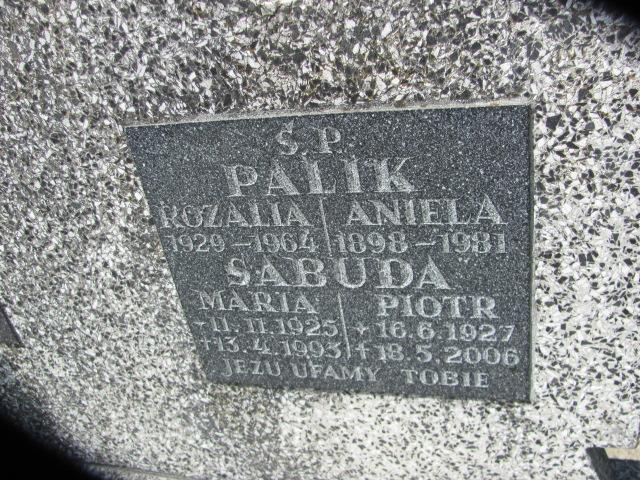 Ś.P.
PALIK
ROZALIA | ANIELA
1929 – 1964 | 1898 – 1981
SABUDA
MARIA | PIOTR
* 11.11.1925 | * 16.6.1927
† 13.4.1993 | † 18.5.2006
JEZU UFAMY TOBIE